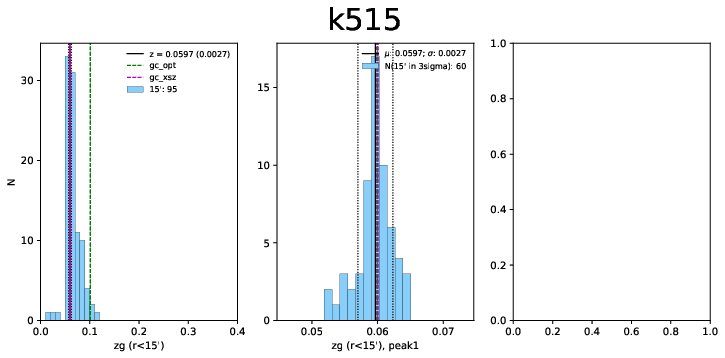 k515
z = 0.0597 (0.0027)
gc_opt
gc_xsz
15': 95
N
0
10
20
30
0.0 0.1 0.2 0.3 0.4
zg (r<15')
μ: 0.0597; σ: 0.0027
N(15' in 3sigma): 60
0
5
10
15
0.05 0.06 0.07
zg (r<15'), peak1
1.0
0.8
0.6
0.4
0.2
0.0
0.0 0.2 0.4 0.6 0.8 1.0